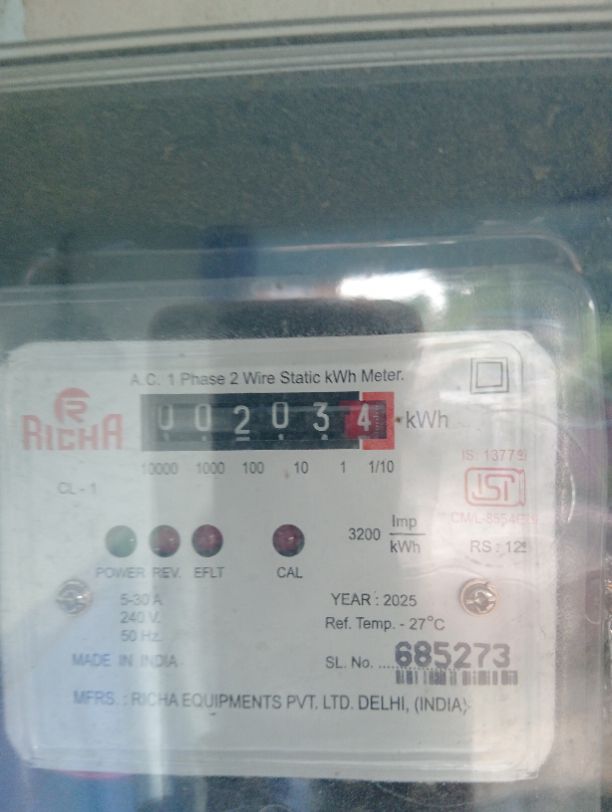 A.C. 1 Phase 2 Wire Static kWh Meter.
R
RICHA
0 0 2 0 3 4 kWh
10000 1000 100 10 1 1/10
CL - 1
IS: 13779
ISI
CM/L-8554
3200 Imp/kWh
RS : 12
POWER REV. EFLT CAL
5-30 A.
240 V.
50 Hz.
YEAR : 2025
Ref. Temp. - 27°C
MADE IN INDIA
SL. No. .... 685273
MFRS. : RICHA EQUIPMENTS PVT. LTD. DELHI, (INDIA)